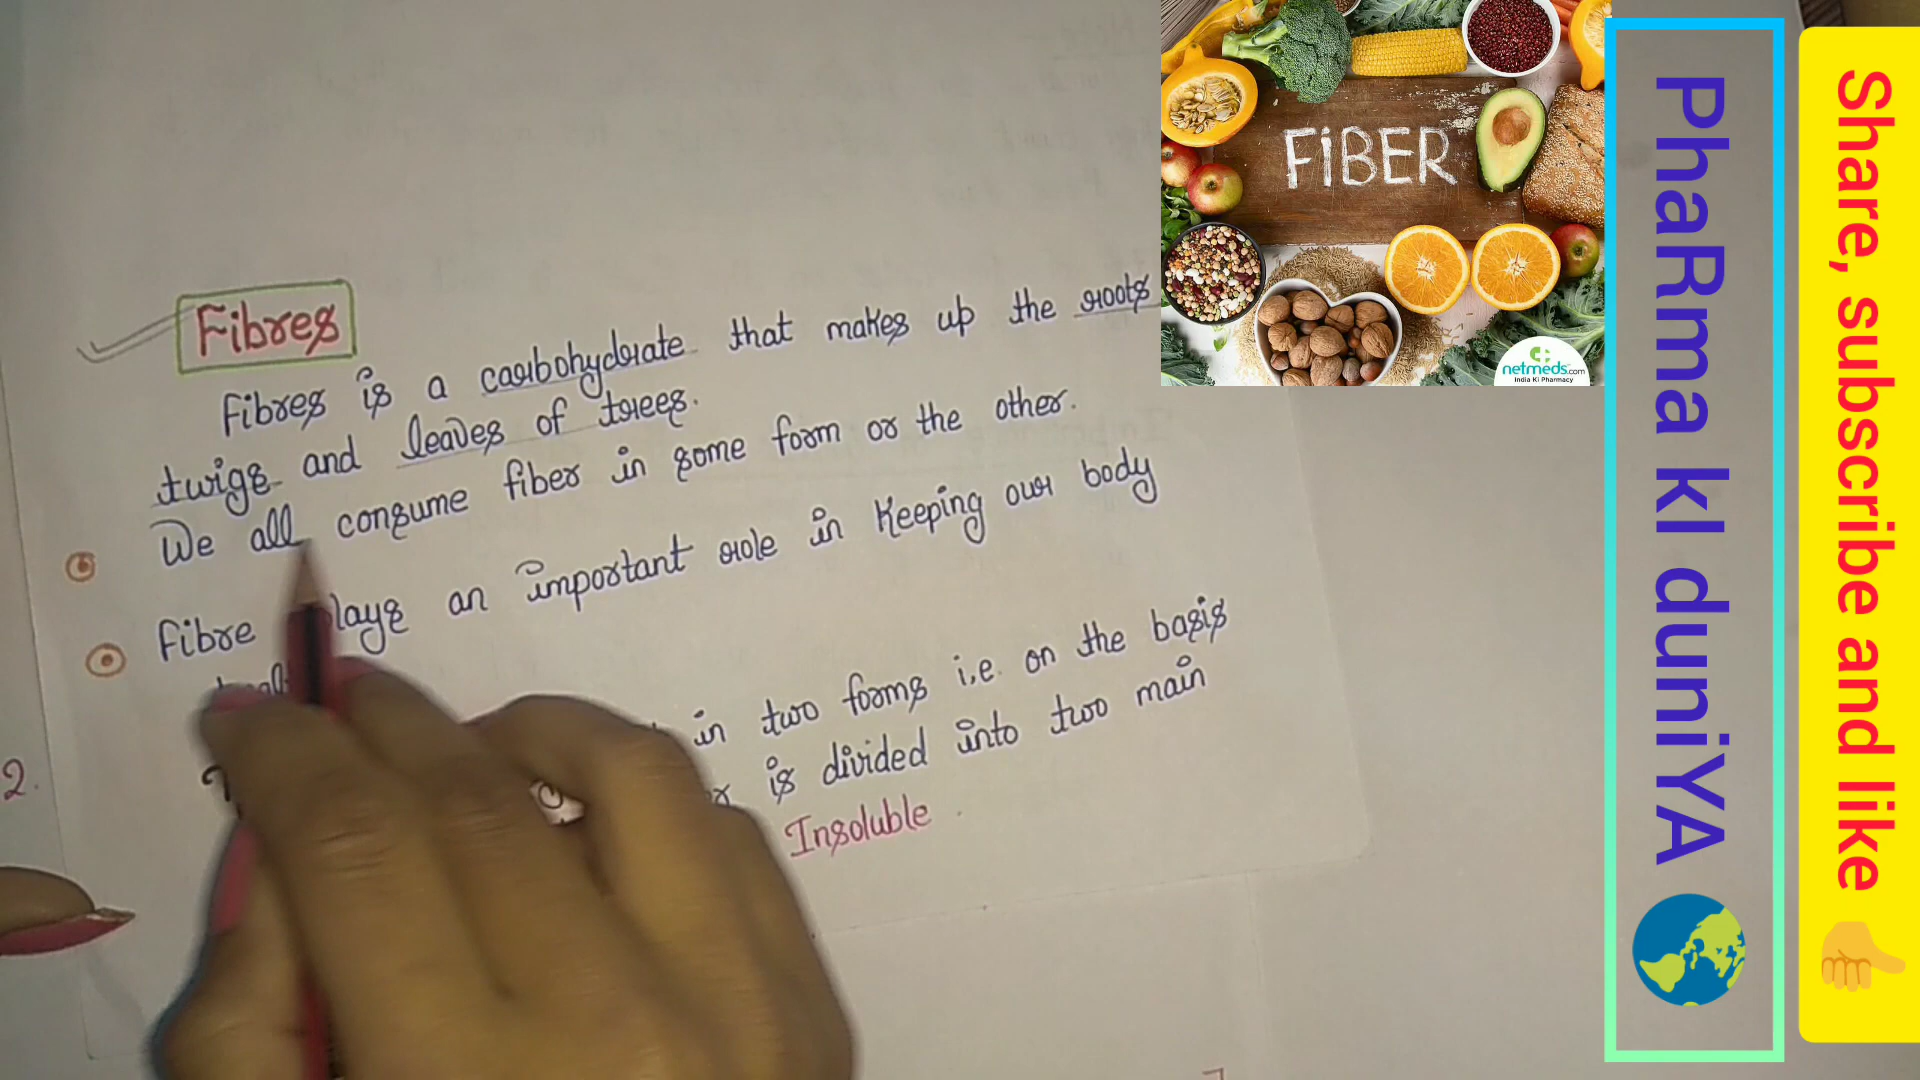 Fibres
Fibres is a carbohydrate that makes up the roots
twigs and leaves of trees.
We all consume fiber in some form or the other.
Fibre plays an important role in keeping our body
in two forms i.e. on the basis
is divided into two main
Insoluble
2.
FiBER
netmeds.com
India Ki Pharmacy
PhaRma kI duniYA
Share, subscribe and like